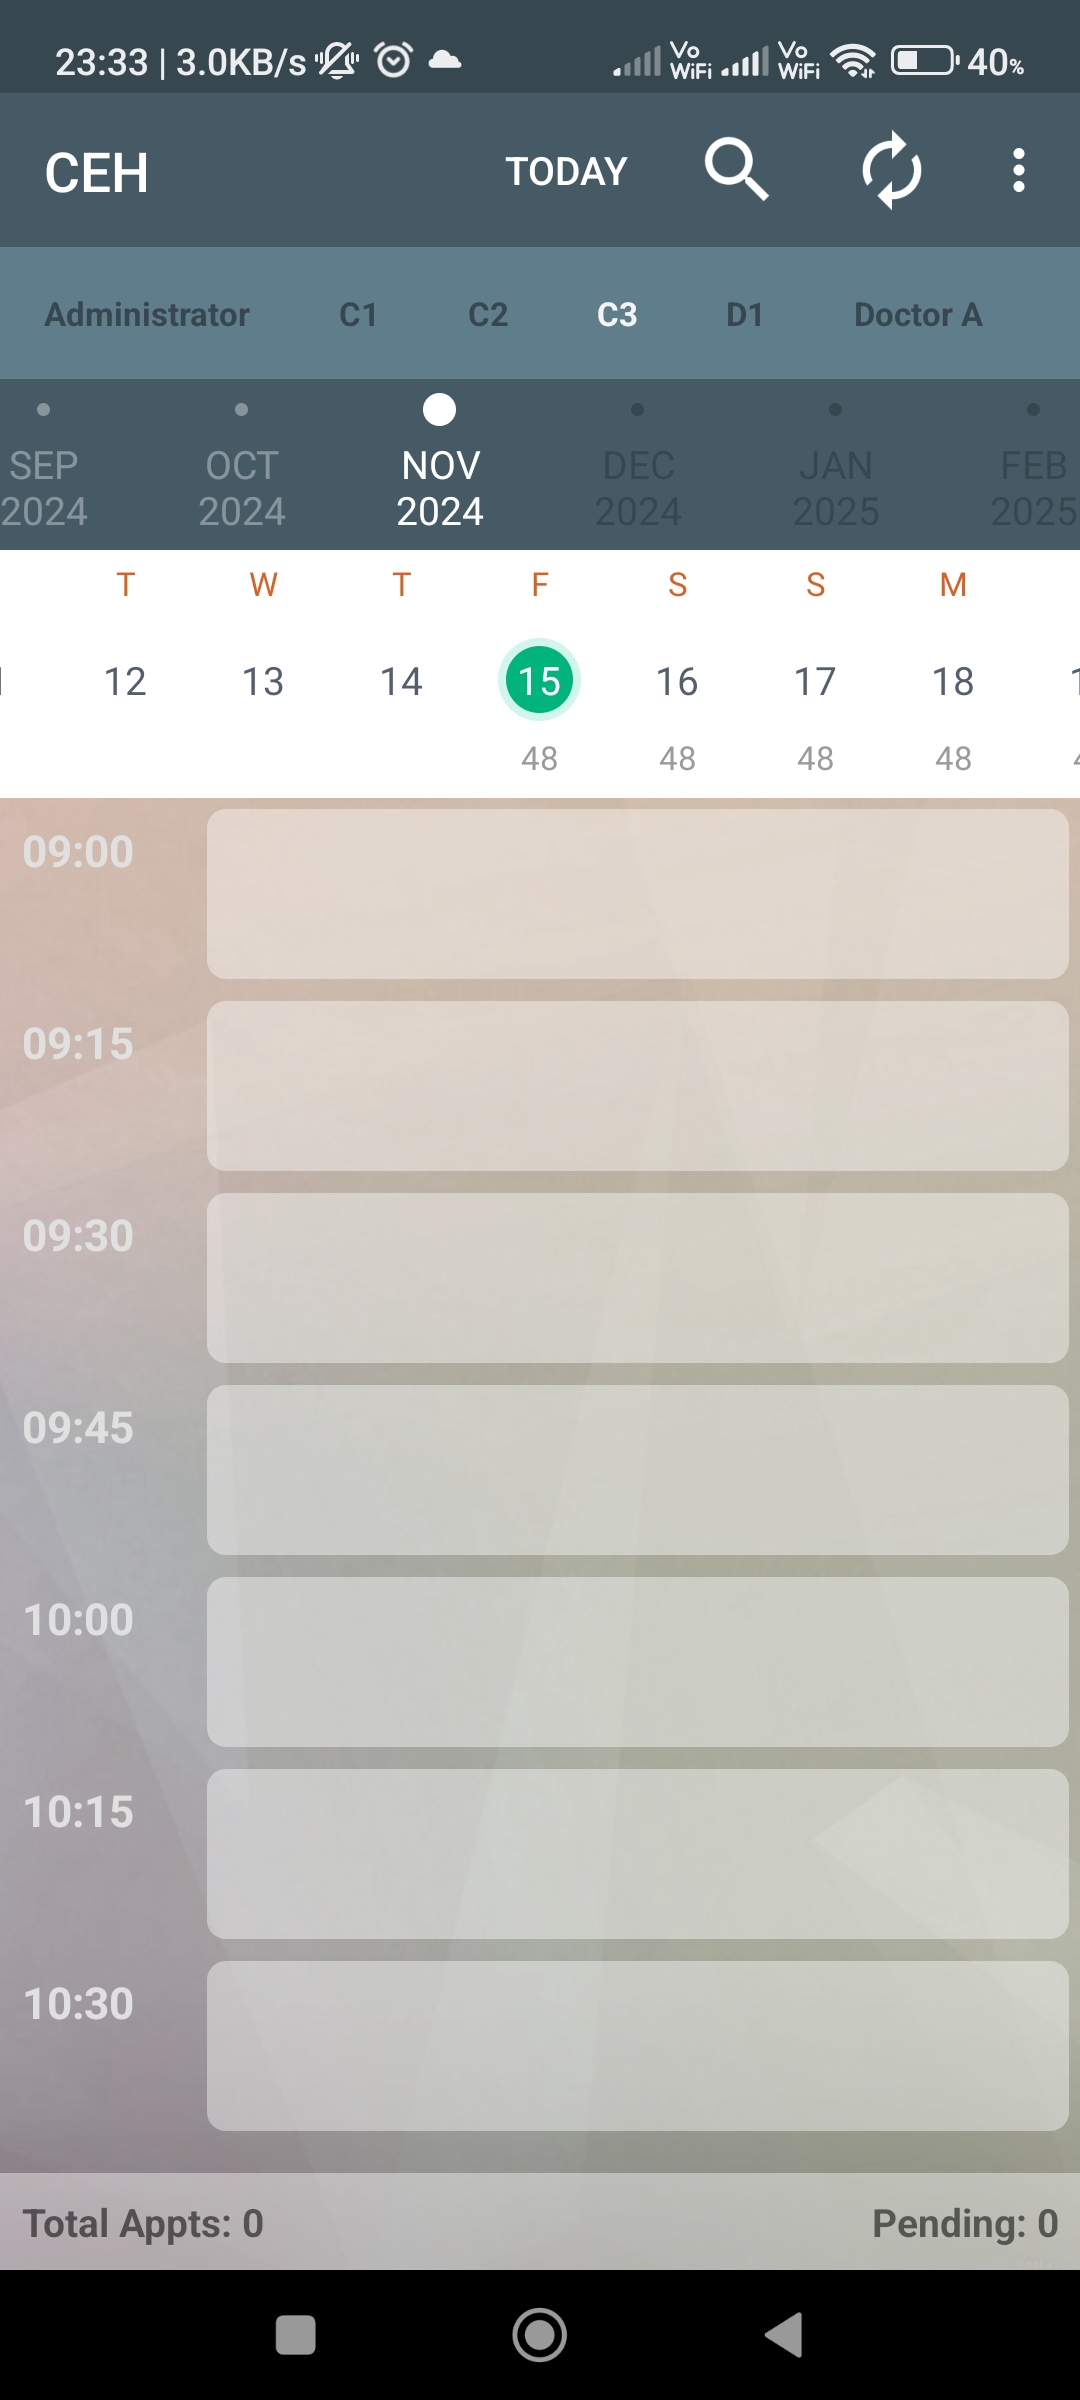 23:33 | 3.0KB/s Vo WiFi Vo WiFi 40%
CEH TODAY
Administrator C1 C2 C3 D1 Doctor A
SEP 2024 OCT 2024 NOV 2024 DEC 2024 JAN 2025 FEB 2025
T W T F S S M
12 13 14 15 16 17 18
48 48 48 48
09:00
09:15
09:30
09:45
10:00
10:15
10:30
Total Appts: 0 Pending: 0